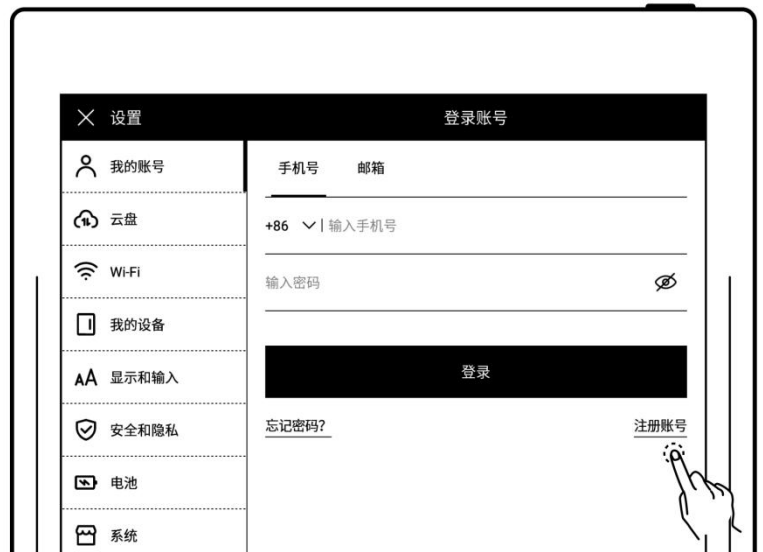 设置
登录账号
我的账号
云盘
Wi-Fi
我的设备
显示和输入
安全和隐私
电池
系统
手机号 邮箱
+86 输入手机号
输入密码
登录
忘记密码?
注册账号